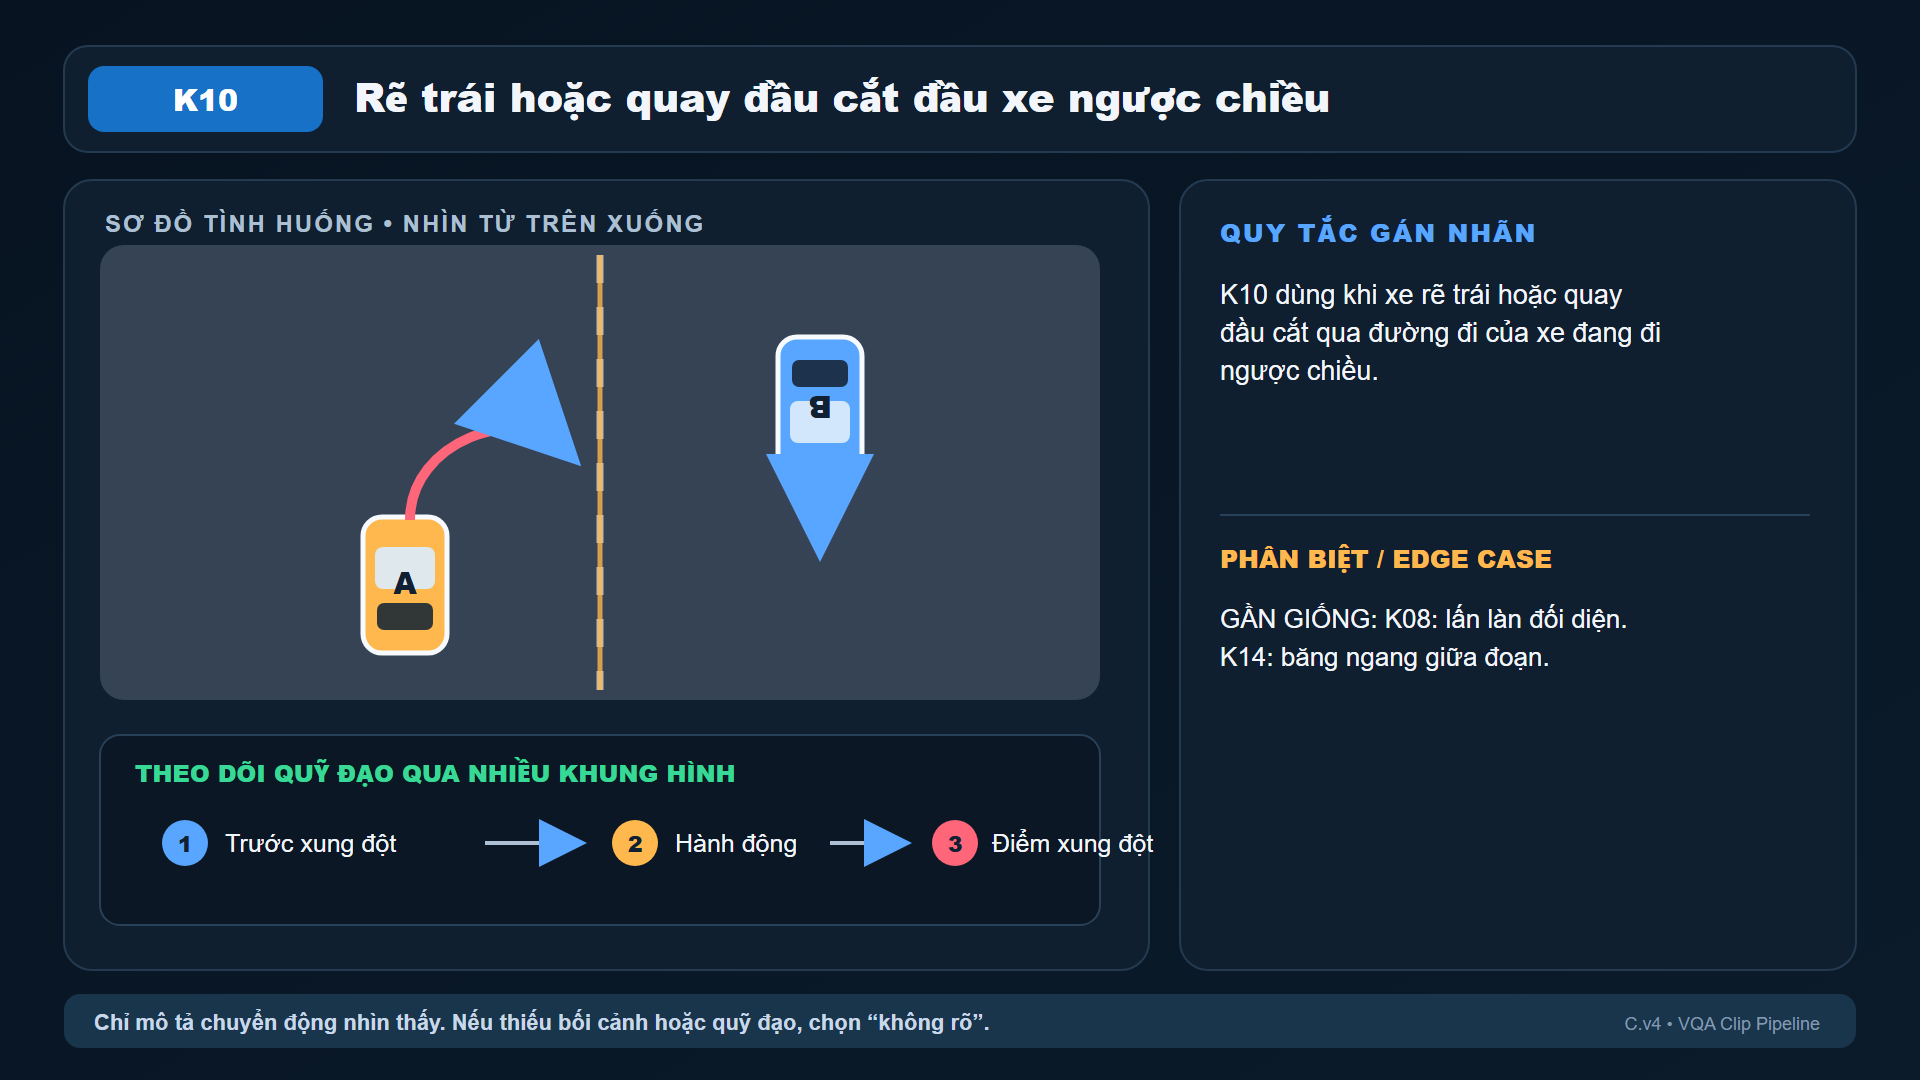 K10
Rẽ trái hoặc quay đầu cắt đầu xe ngược chiều
SƠ ĐỒ TÌNH HUỐNG • NHÌN TỪ TRÊN XUỐNG
B
A
THEO DÕI QUỸ ĐẠO QUA NHIỀU KHUNG HÌNH
1 Trước xung đột
2 Hành động
3 Điểm xung đột
QUY TẮC GÁN NHÃN
K10 dùng khi xe rẽ trái hoặc quay
đầu cắt qua đường đi của xe đang đi
ngược chiều.
PHÂN BIỆT / EDGE CASE
GẦN GIỐNG: K08: lấn làn đối diện.
K14: băng ngang giữa đoạn.
Chỉ mô tả chuyển động nhìn thấy. Nếu thiếu bối cảnh hoặc quỹ đạo, chọn “không rõ”.
C.v4 • VQA Clip Pipeline